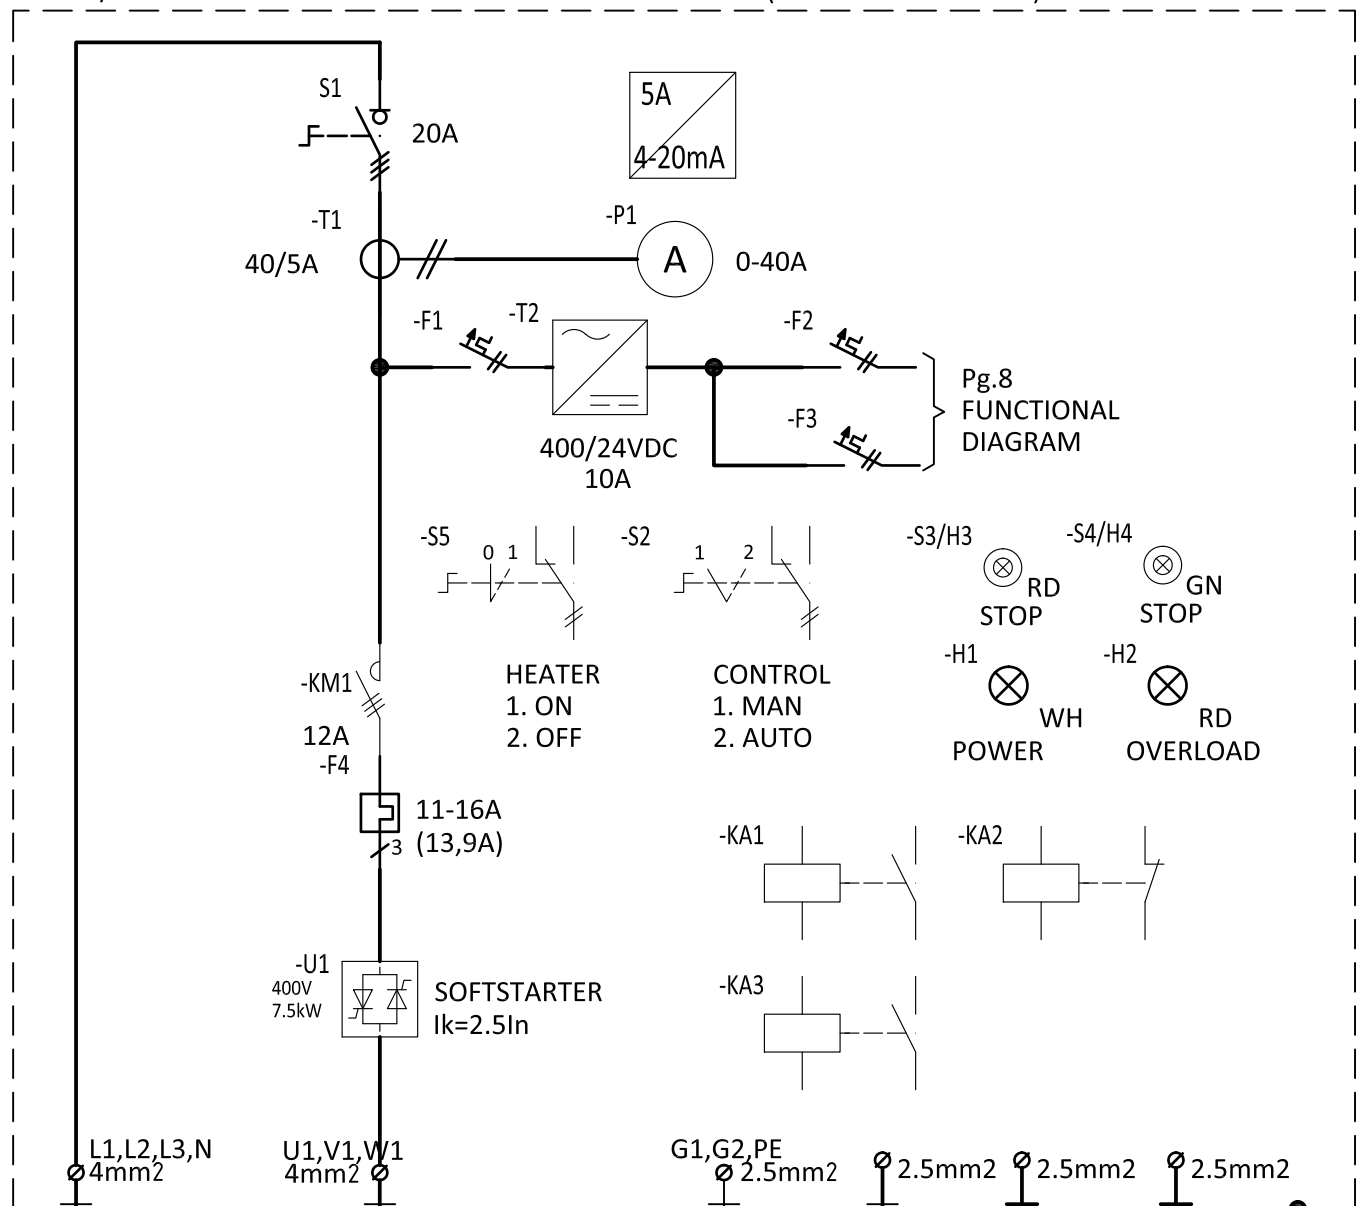 S1
20A
5A
4-20mA
-T1
40/5A
-P1
A
0-40A
-F1
-T2
-F2
-F3
400/24VDC
10A
Pg.8
FUNCTIONAL
DIAGRAM
-S5
0 1
HEATER
1. ON
2. OFF
-S2
1 2
CONTROL
1. MAN
2. AUTO
-S3/H3
RD
STOP
-S4/H4
GN
STOP
-H1
WH
POWER
-H2
RD
OVERLOAD
-KM1
12A
-F4
11-16A
(13,9A)
3
-KA1
-KA2
-KA3
-U1
400V
7.5kW
SOFTSTARTER
Ik=2.5In
L1,L2,L3,N
4mm2
U1,V1,W1
4mm2
G1,G2,PE
2.5mm2
2.5mm2
2.5mm2
2.5mm2